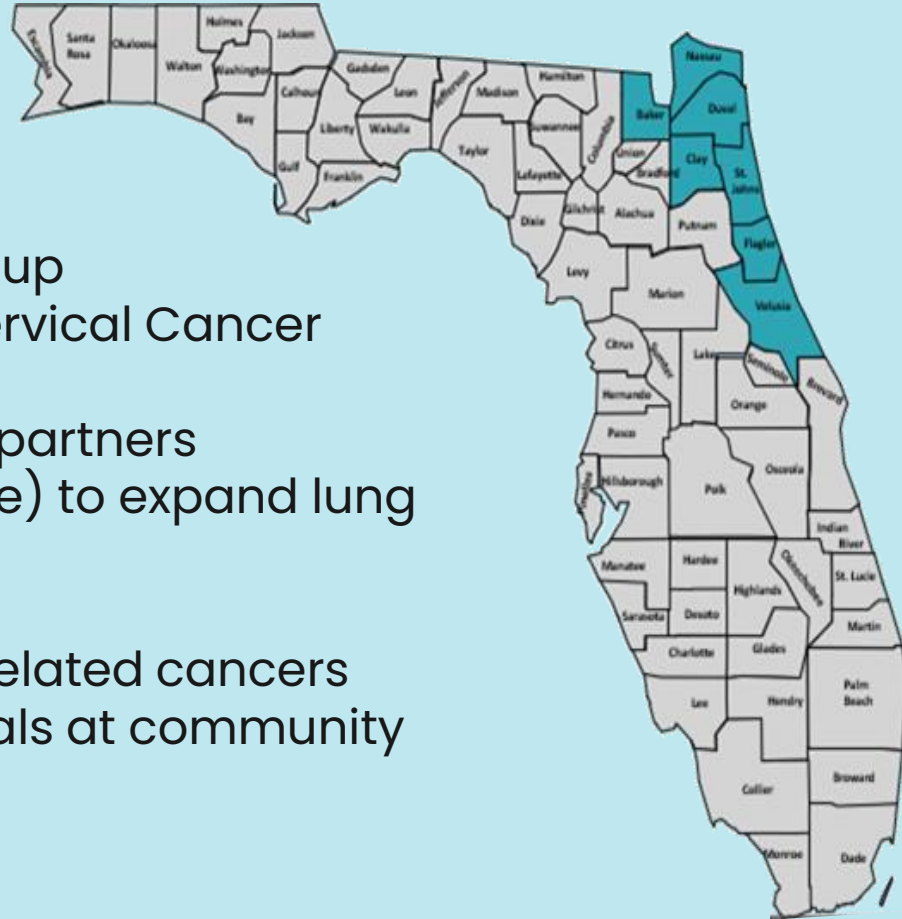 up
ervical Cancer
partners
e) to expand lung
elated cancers
als at community
Escambia
Santa
Rosa
Okaloosa
Walton
Holmes
Washington
Jackson
Bay
Calhoun
Gulf
Liberty
Gadsden
Franklin
Leon
Wakulla
Jefferson
Madison
Taylor
Hamilton
Suwannee
Lafayette
Dixie
Columbia
Gilchrist
Baker
Union
Bradford
Alachua
Nassau
Duval
Clay
St.
Johns
Putnam
Flagler
Levy
Marion
Volusia
Citrus
Sumter
Lake
Seminole
Brevard
Hernando
Orange
Pasco
Osceola
Pinellas
Hillsborough
Polk
Indian
River
Manatee
Hardee
Highlands
Okeechobee
St. Lucie
Sarasota
Desoto
Martin
Charlotte
Glades
Lee
Hendry
Palm
Beach
Collier
Broward
Monroe
Dade